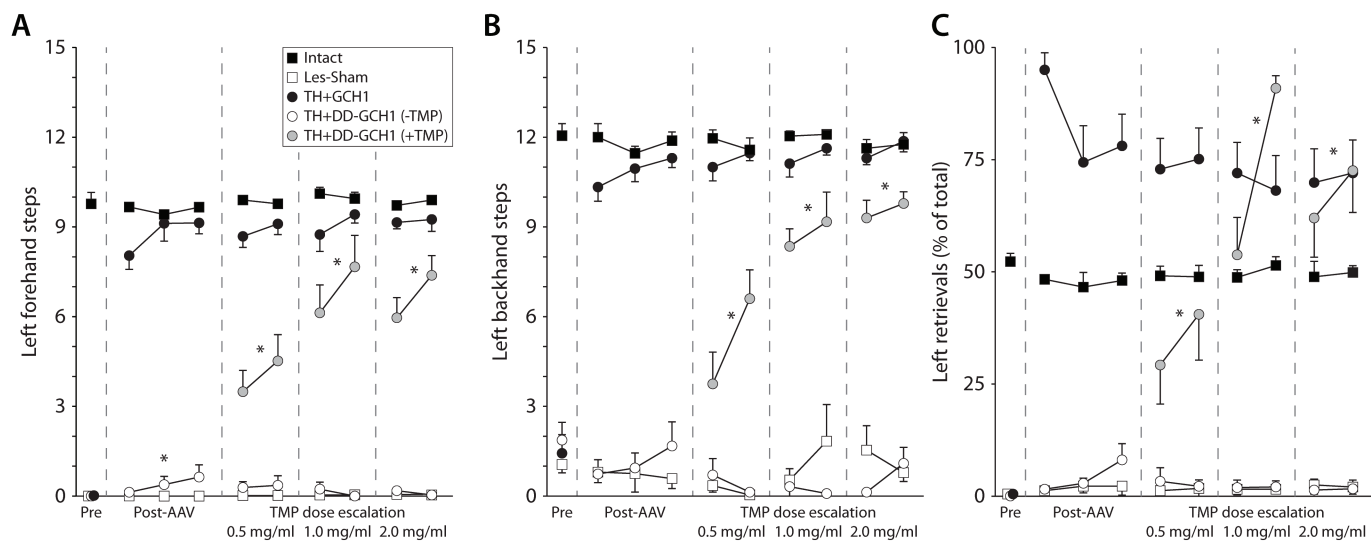 A
Left forehand steps
15
12
9
6
3
0
Intact
Les-Sham
TH+GCH1
TH+DD-GCH1 (-TMP)
TH+DD-GCH1 (+TMP)
*
*
*
*
Pre
Post-AAV
TMP dose escalation
0.5 mg/ml 1.0 mg/ml 2.0 mg/ml
B
Left backhand steps
15
12
9
6
3
0
*
*
*
Pre
Post-AAV
TMP dose escalation
0.5 mg/ml 1.0 mg/ml 2.0 mg/ml
C
Left retrievals (% of total)
100
75
50
25
0
*
*
*
Pre
Post-AAV
TMP dose escalation
0.5 mg/ml 1.0 mg/ml 2.0 mg/ml